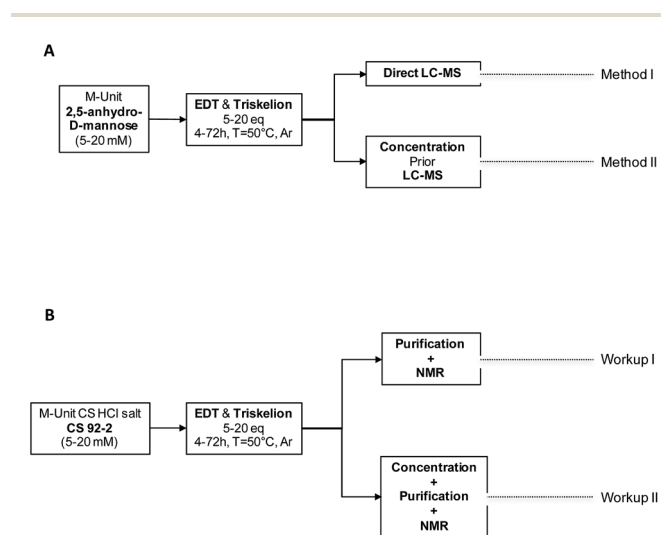 A
M-Unit
2,5-anhydro-
D-mannose
(5-20 mM)
EDT & Triskelion
5-20 eq
4-72h, T=50°C, Ar
Direct LC-MS
Method I
Concentration
Prior
LC-MS
Method II
B
M-Unit CS HCl salt
CS 92-2
(5-20 mM)
EDT & Triskelion
5-20 eq
4-72h, T=50°C, Ar
Purification
+
NMR
Workup I
Concentration
+
Purification
+
NMR
Workup II